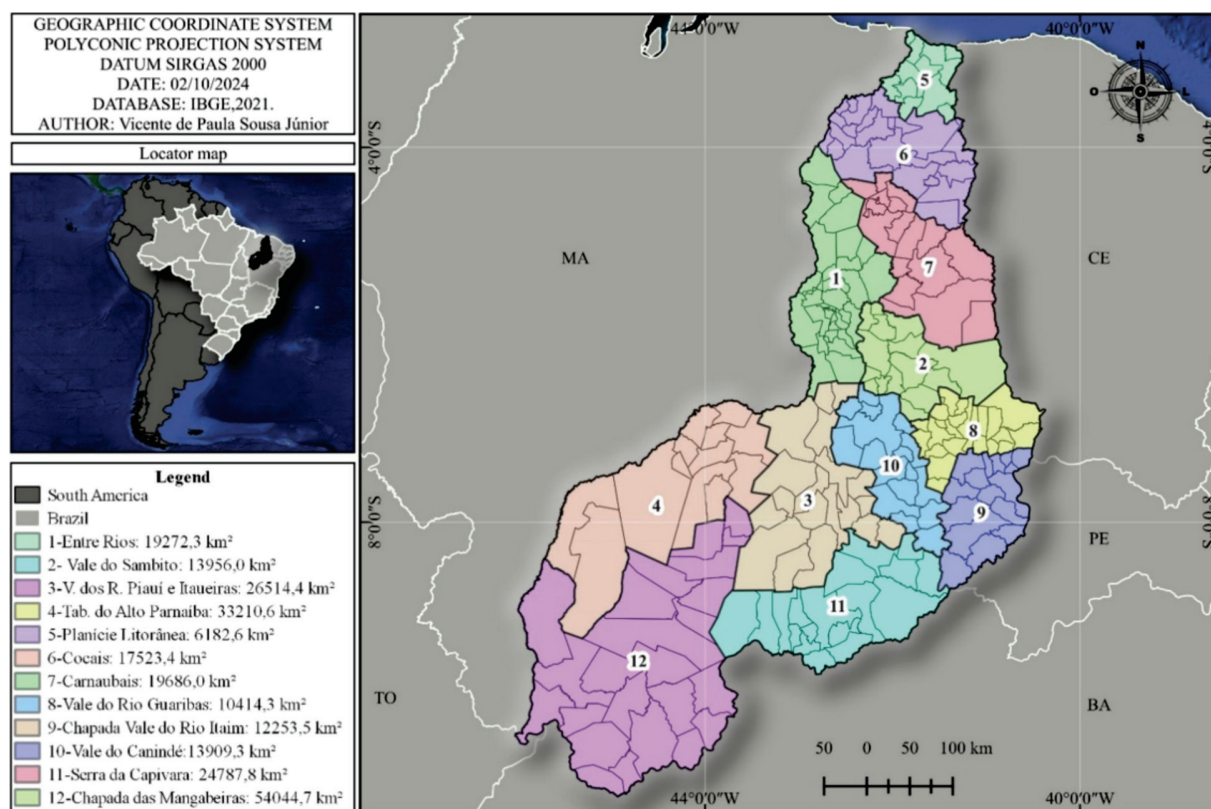 GEOGRAPHIC COORDINATE SYSTEM
POLYCONIC PROJECTION SYSTEM
DATUM SIRGAS 2000
DATE: 02/10/2024
DATABASE: IBGE,2021.
AUTHOR: Vicente de Paula Sousa Júnior
Locator map
Legend
South America
Brazil
1-Entre Rios: 19272,3 km²
2- Vale do Sambito: 13956,0 km²
3-V. dos R. Piauí e Itaueiras: 26514,4 km²
4-Tab. do Alto Parnaíba: 33210,6 km²
5-Planície Litorânea: 6182,6 km²
6-Cocais: 17523,4 km²
7-Carnaubais: 19686,0 km²
8-Vale do Rio Guaribas: 10414,3 km²
9-Chapada Vale do Rio Itaim: 12253,5 km²
10-Vale do Canindé:13909,3 km²
11-Serra da Capivara: 24787,8 km²
12-Chapada das Mangabeiras: 54044,7 km²
44°0'0"W
40°0'0"W
N
O
L
S
5
4°0'0"S
4°0'0"S
6
MA
CE
7
1
2
8
10
3
4
9
8°0'0"S
8°0'0"S
PE
11
12
TO
BA
50 0 50 100 km
44°0'0"W
40°0'0"W